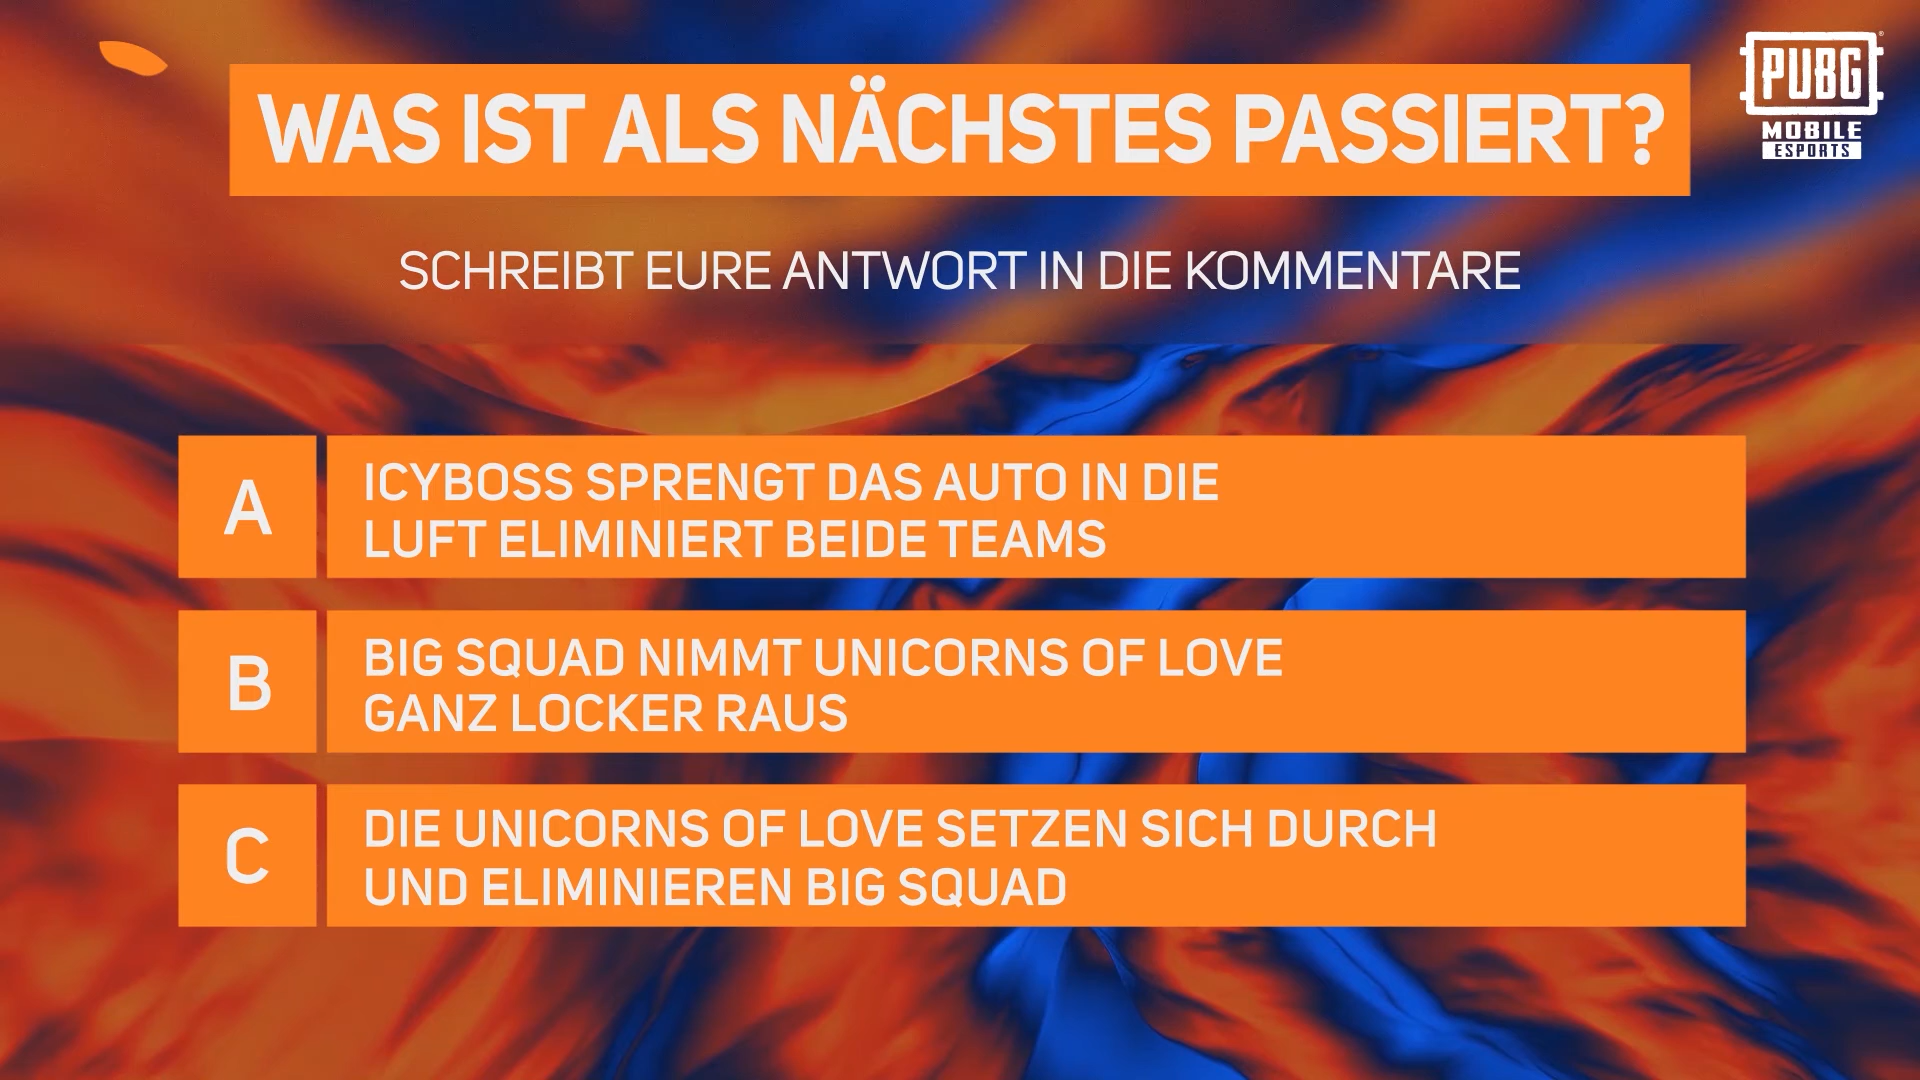 WAS IST ALS NÄCHSTES PASSIERT?
PUBG
MOBILE
ESPORTS
SCHREIBT EURE ANTWORT IN DIE KOMMENTARE
A
ICYBOSS SPRENGT DAS AUTO IN DIE
LUFT ELIMINIERT BEIDE TEAMS
B
BIG SQUAD NIMMT UNICORNS OF LOVE
GANZ LOCKER RAUS
C
DIE UNICORNS OF LOVE SETZEN SICH DURCH
UND ELIMINIEREN BIG SQUAD